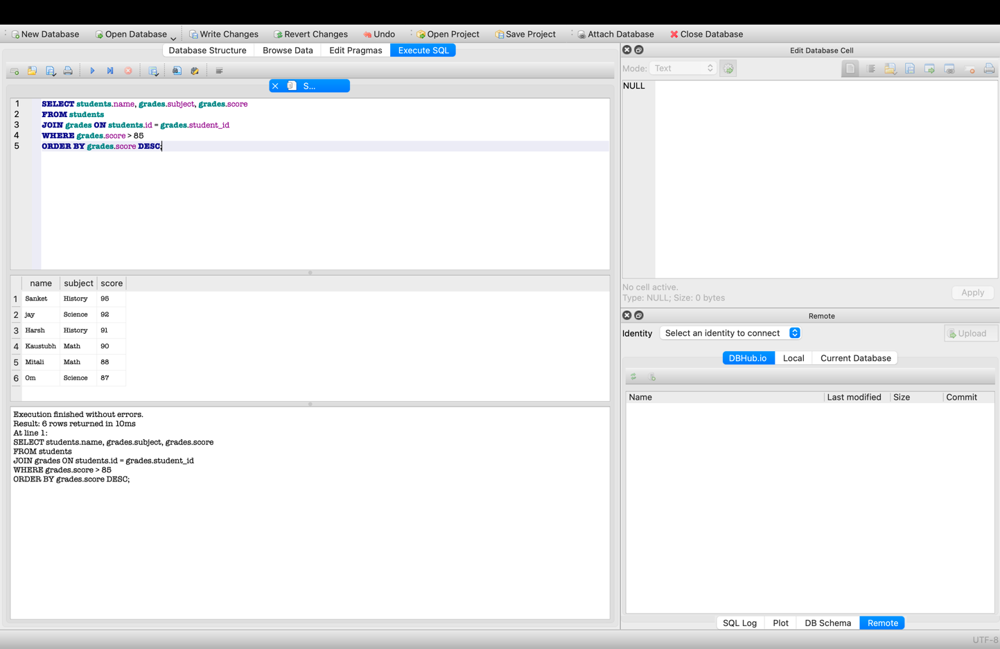 New Database Open Database Write Changes Revert Changes Undo Open Project Save Project Attach Database Close Database
Database Structure Browse Data Edit Pragmas Execute SQL
S...
1 SELECT students.name, grades.subject, grades.score
2 FROM students
3 JOIN grades ON students.id = grades.student_id
4 WHERE grades.score > 85
5 ORDER BY grades.score DESC;
name subject score
1 Sanket History 95
2 jay Science 92
3 Harsh History 91
4 Kaustubh Math 90
5 Mitali Math 88
6 Om Science 87
Execution finished without errors.
Result: 6 rows returned in 10ms
At line 1:
SELECT students.name, grades.subject, grades.score
FROM students
JOIN grades ON students.id = grades.student_id
WHERE grades.score > 85
ORDER BY grades.score DESC;
Edit Database Cell
Mode: Text
NULL
No cell active.
Type: NULL; Size: 0 bytes
Apply
Remote
Identity Select an identity to connect Upload
DBHub.io Local Current Database
Name Last modified Size Commit
SQL Log Plot DB Schema Remote
UTF-8